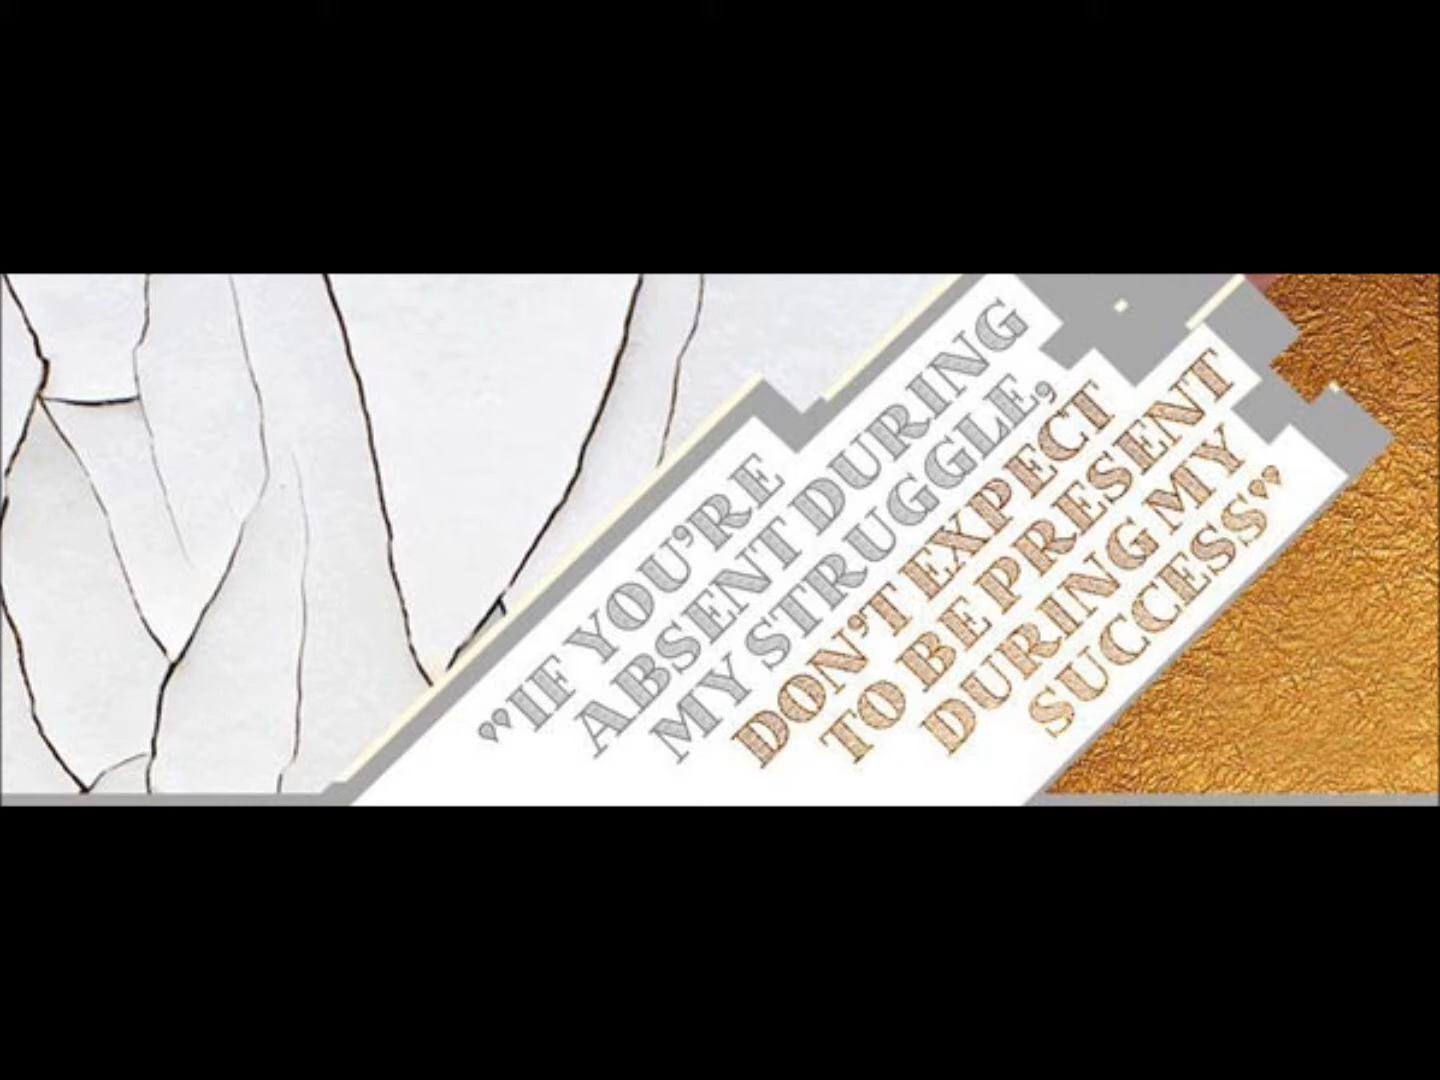 "IF YOU'RE
ABSENT DURING
MY STRUGGLE,
DON'T EXPECT
TO BE PRESENT
DURING MY
SUCCESS"